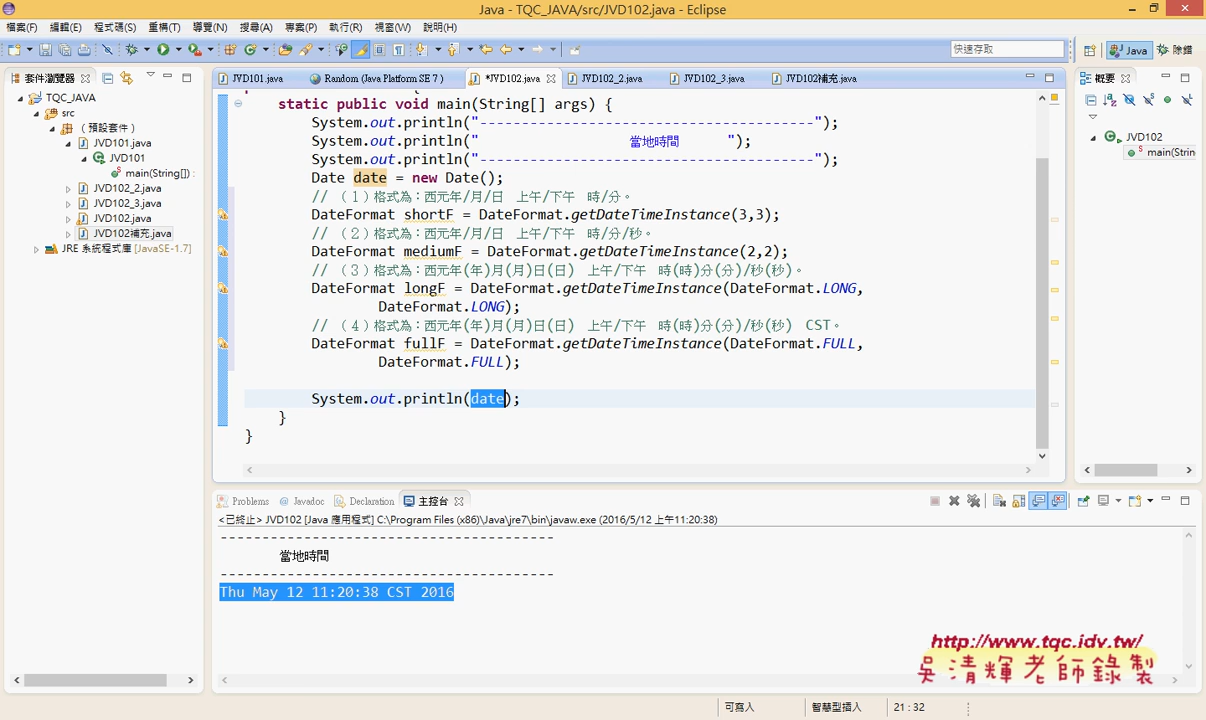 Java - TQC_JAVA/src/JVD102.java - Eclipse
檔案(F) 編輯(E) 程式碼(S) 重構(T) 導覽(N) 搜尋(A) 專案(P) 執行(R) 視窗(W) 說明(H)
快速存取 Java 除錯
套件瀏覽器
TQC_JAVA
src
（預設套件）
JVD101.java
JVD101
main(String[]) :
JVD102_2.java
JVD102_3.java
JVD102.java
JVD102補充.java
JRE 系統程式庫 [JavaSE-1.7]
JVD101.java Random (Java Platform SE 7 ) *JVD102.java JVD102_2.java JVD102_3.java JVD102補充.java
static public void main(String[] args) {
System.out.println("----------------------------------------");
System.out.println(" 當地時間 ");
System.out.println("----------------------------------------");
Date date = new Date();
// （1）格式為：西元年/月/日 上午/下午 時/分。
DateFormat shortF = DateFormat.getDateTimeInstance(3,3);
// （2）格式為：西元年/月/日 上午/下午 時/分/秒。
DateFormat mediumF = DateFormat.getDateTimeInstance(2,2);
// （3）格式為：西元年(年)月(月)日(日) 上午/下午 時(時)分(分)/秒(秒)。
DateFormat longF = DateFormat.getDateTimeInstance(DateFormat.LONG,
DateFormat.LONG);
// （4）格式為：西元年(年)月(月)日(日) 上午/下午 時(時)分(分)/秒(秒) CST。
DateFormat fullF = DateFormat.getDateTimeInstance(DateFormat.FULL,
DateFormat.FULL);
System.out.println(date);
}
}
概要
JVD102
main(Strin
Problems Javadoc Declaration 主控台
<已終止> JVD102 [Java 應用程式] C:\Program Files (x86)\Java\jre7\bin\javaw.exe (2016/5/12 上午11:20:38)
----------------------------------------
當地時間
----------------------------------------
Thu May 12 11:20:38 CST 2016
http://www.tqc.idv.tw/
吳清輝老師錄製
可寫入 智慧型插入 21 : 32